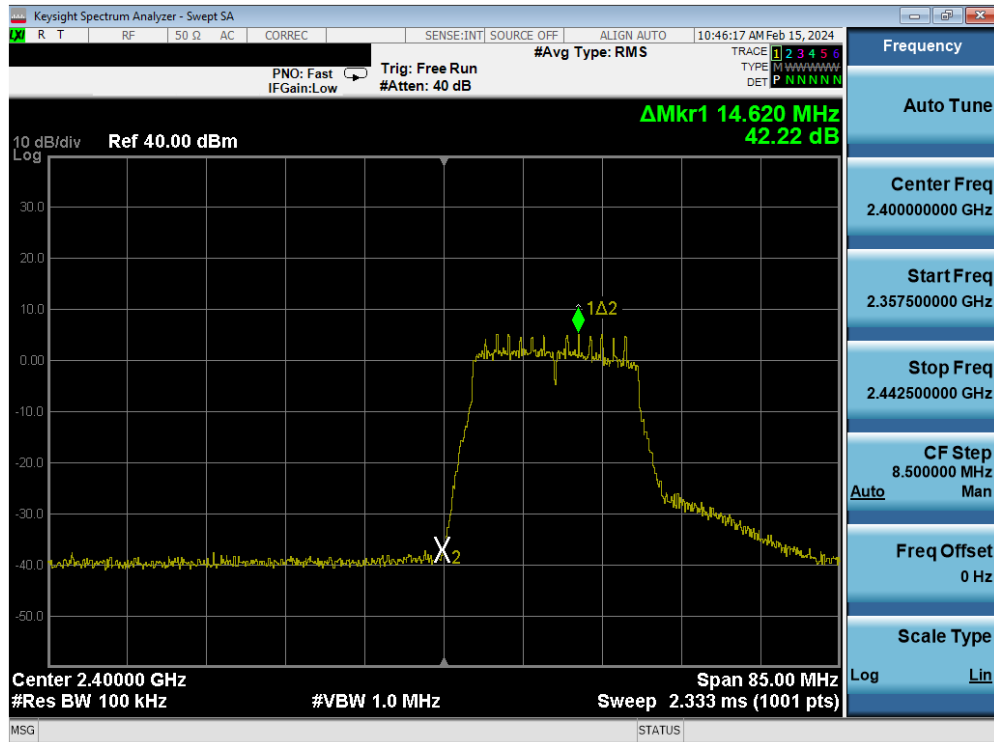 Keysight Spectrum Analyzer - Swept SA
LXI R T RF 50 Ω AC CORREC SENSE:INT SOURCE OFF ALIGN AUTO 10:46:17 AM Feb 15, 2024
#Avg Type: RMS
TRACE 1 2 3 4 5 6
TYPE M W W W W W
DET P N N N N N
PNO: Fast
IFGain:Low
Trig: Free Run
#Atten: 40 dB
ΔMkr1 14.620 MHz
42.22 dB
10 dB/div
Log
Ref 40.00 dBm
30.0
20.0
10.0
0.00
-10.0
-20.0
-30.0
-40.0
-50.0
1Δ2
X2
Center 2.40000 GHz
Span 85.00 MHz
#Res BW 100 kHz
#VBW 1.0 MHz
Sweep 2.333 ms (1001 pts)
MSG
STATUS
Frequency
Auto Tune
Center Freq
2.400000000 GHz
Start Freq
2.357500000 GHz
Stop Freq
2.442500000 GHz
CF Step
8.500000 MHz
Auto Man
Freq Offset
0 Hz
Scale Type
Log Lin